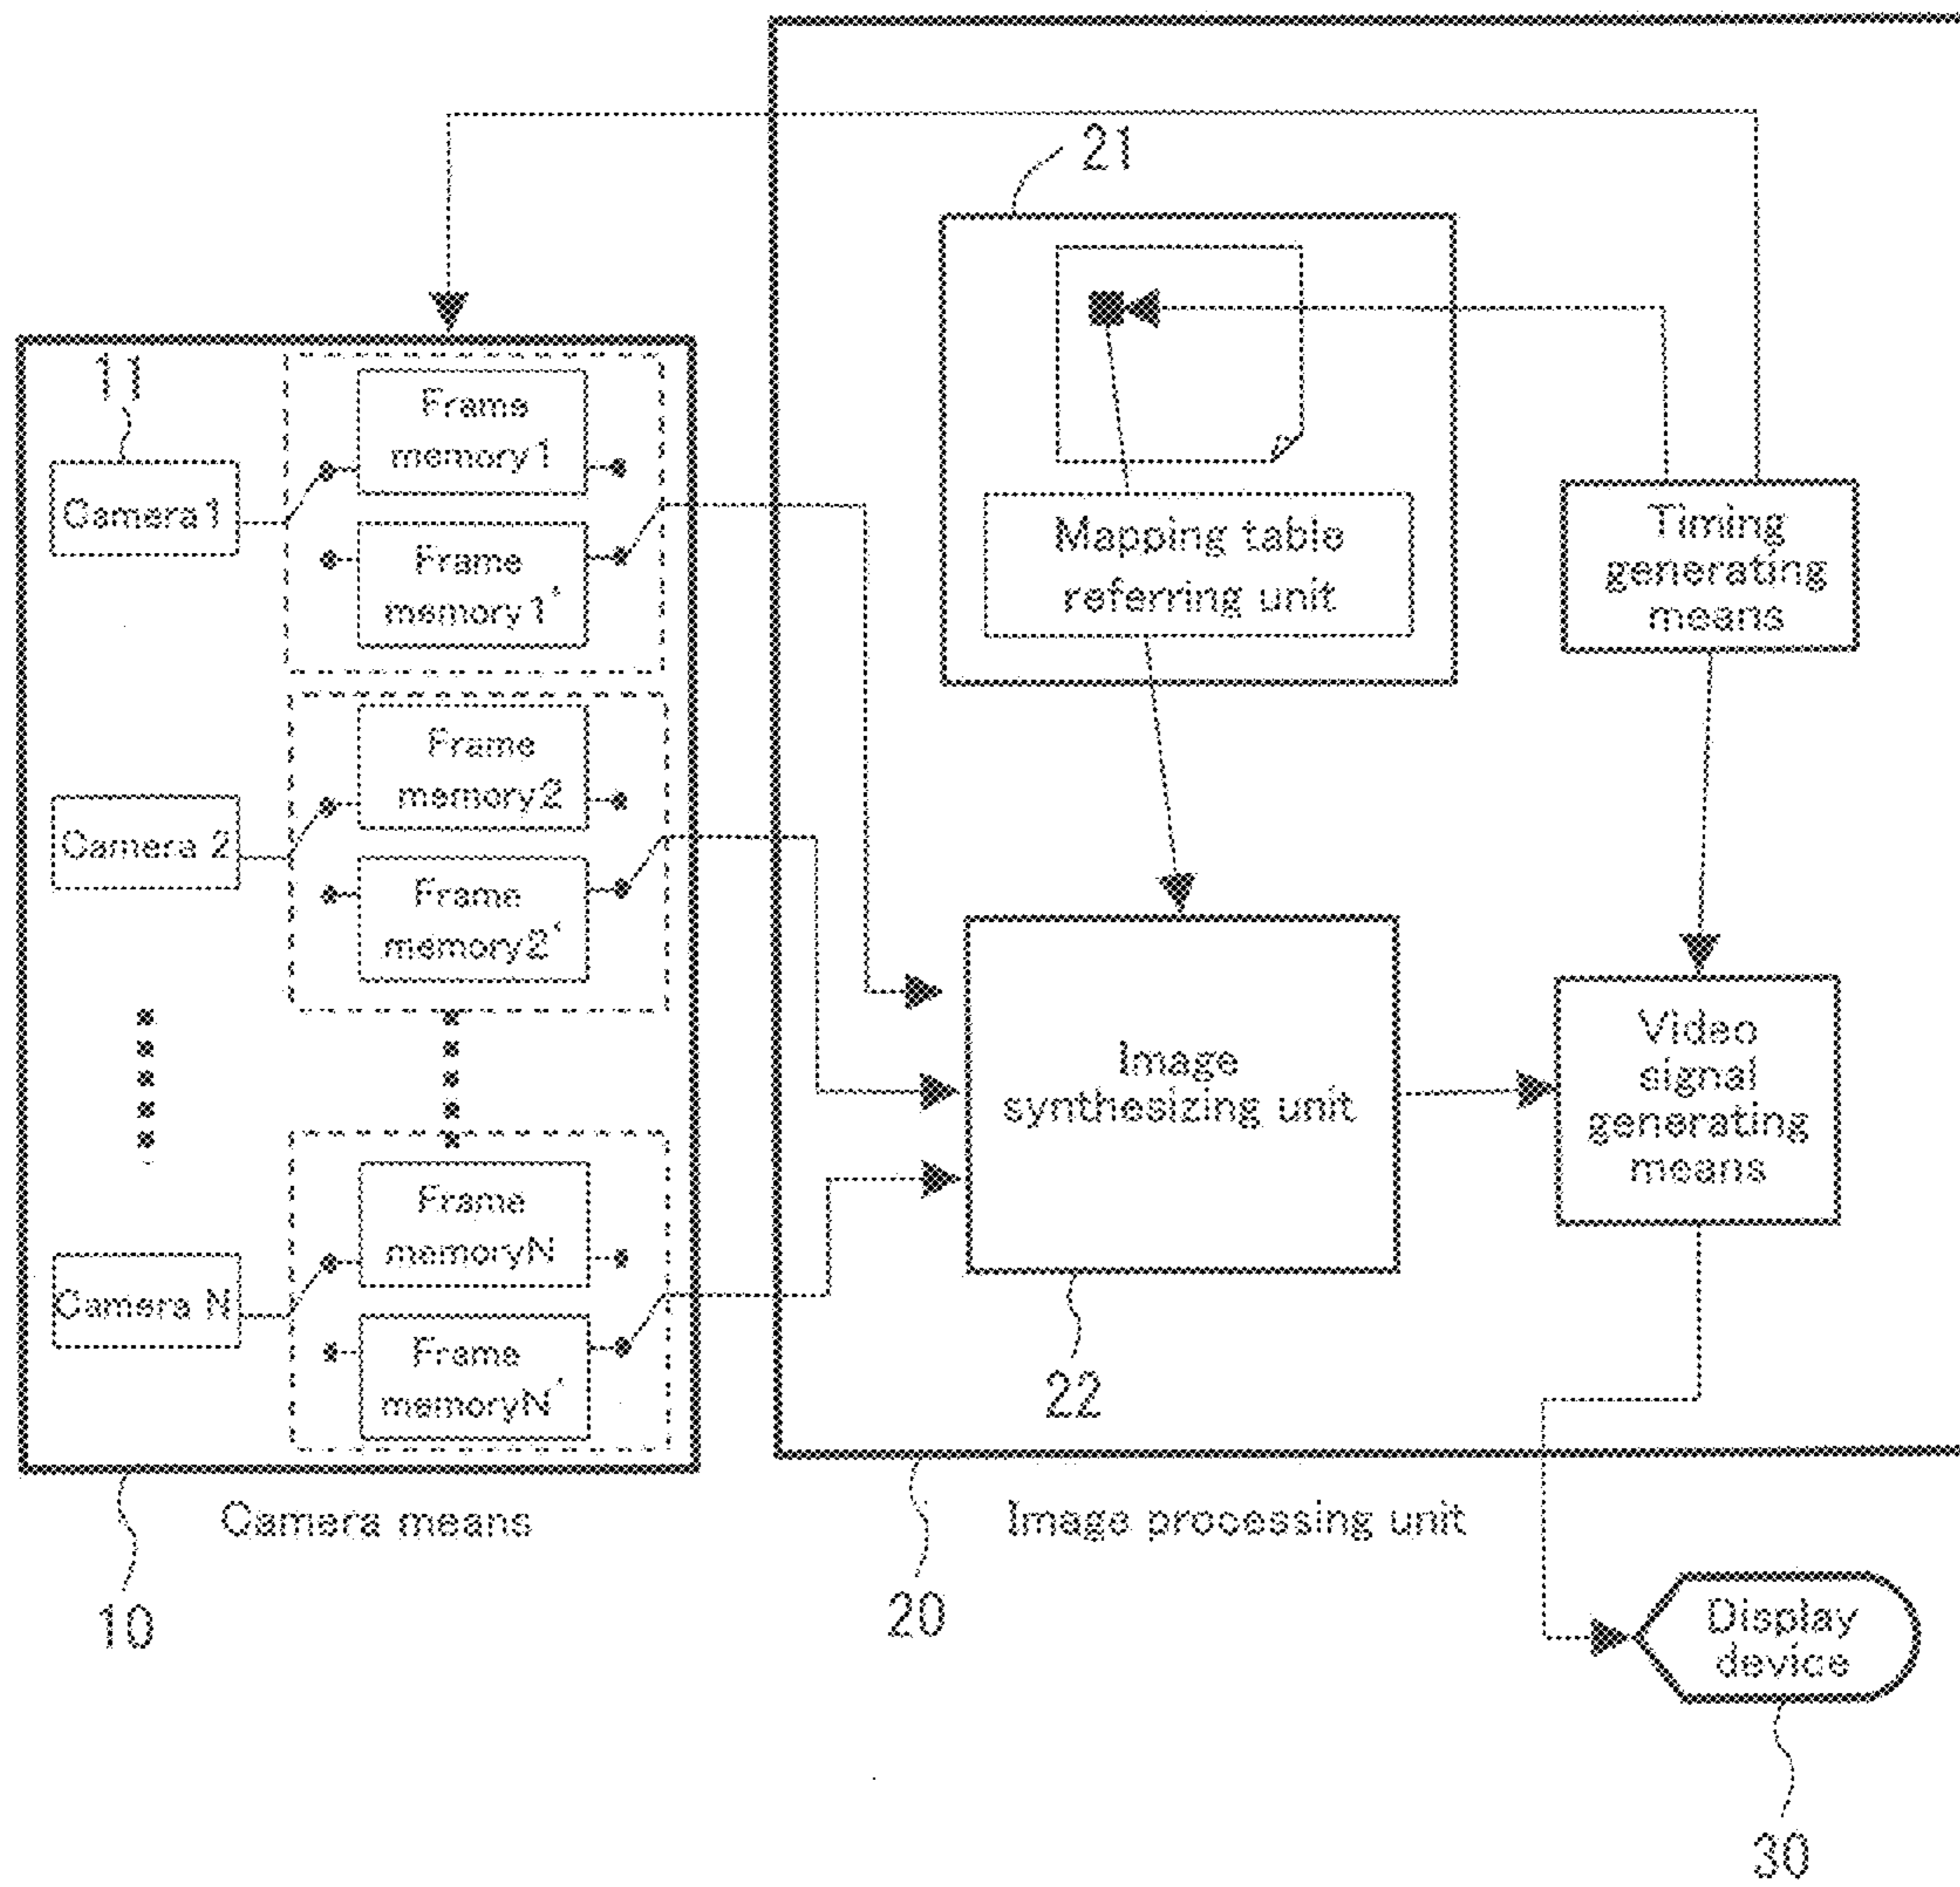 21
11
Frame
memory1
Camera1
Frame
memory1'
Mapping table
referring unit
Timing
generating
means
Frame
memory2
Camera 2
Frame
memory2'
Image
synthesizing unit
Video
signal
generating
means
Frame
memoryN
Camera N
Frame
memoryN'
22
Camera means
Image processing unit
10
20
Display
device
30